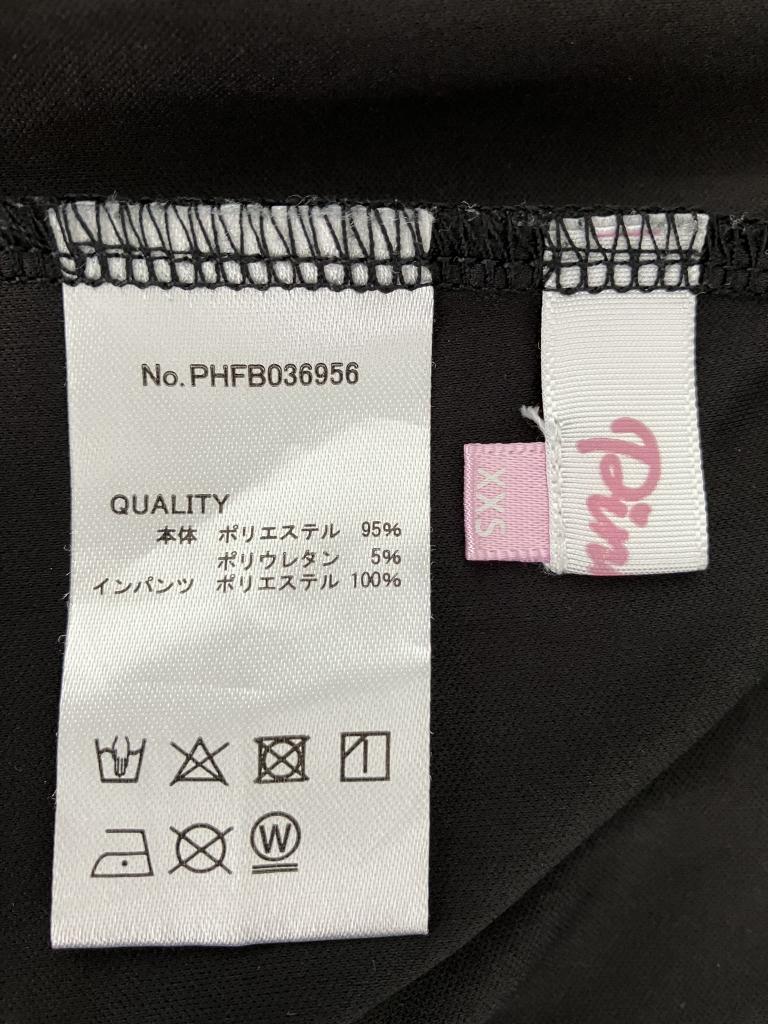 No. PHFB036956
QUALITY
本体 ポリエステル 95%
ポリウレタン 5%
インパンツ ポリエステル 100%
W
XXS
Pin